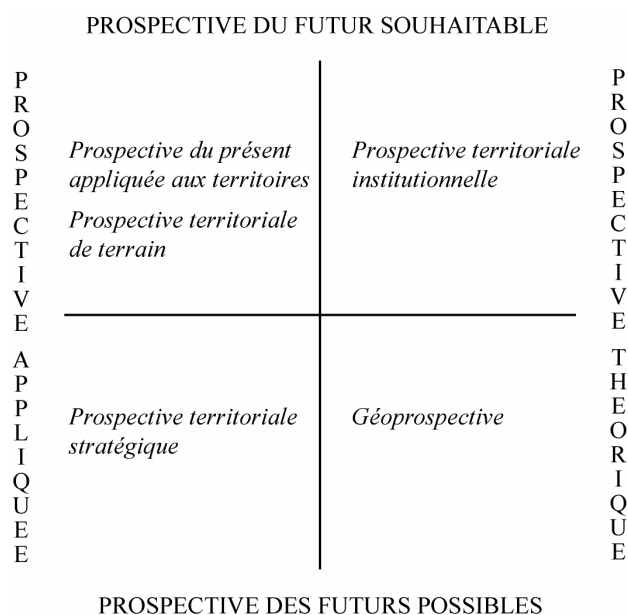 PROSPECTIVE DU FUTUR SOUHAITABLE
PROSPECTIVE APPLIQUEE
Prospective du présent
appliquée aux territoires
Prospective territoriale
de terrain
Prospective territoriale
institutionnelle
Prospective territoriale
stratégique
Géoprospective
PROSPECTIVE THEORIQUE
PROSPECTIVE DES FUTURS POSSIBLES